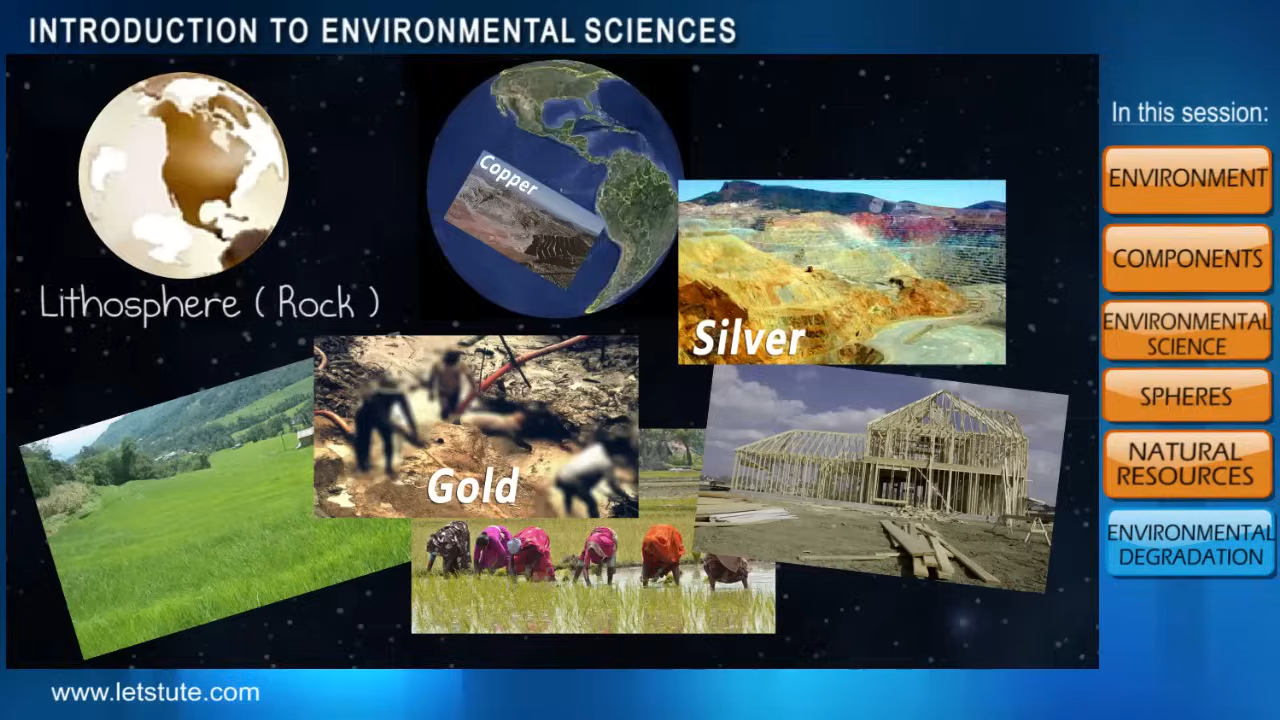 INTRODUCTION TO ENVIRONMENTAL SCIENCES
Lithosphere ( Rock )
Copper
Silver
Gold
In this session:
ENVIRONMENT
COMPONENTS
ENVIRONMENTAL
SCIENCE
SPHERES
NATURAL
RESOURCES
ENVIRONMENTAL
DEGRADATION
www.letstute.com